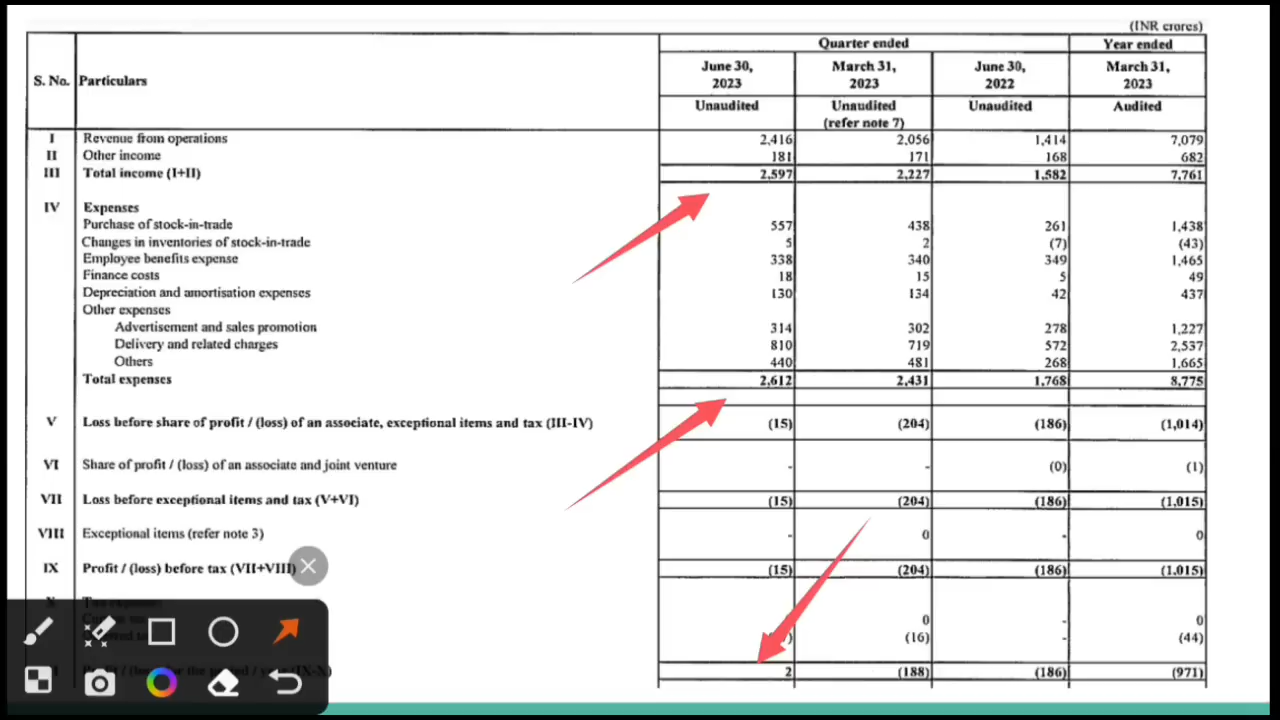 (INR crores)
Quarter ended Year ended
S. No. Particulars June 30, 2023 March 31, 2023 June 30, 2022 March 31, 2023
Unaudited Unaudited (refer note 7) Unaudited Audited
I Revenue from operations 2,416 2,056 1,414 7,079
II Other income 181 171 168 682
III Total income (I+II) 2,597 2,227 1,582 7,761
IV Expenses
Purchase of stock-in-trade 557 438 261 1,438
Changes in inventories of stock-in-trade 5 2 (7) (43)
Employee benefits expense 338 340 349 1,465
Finance costs 18 15 5 49
Depreciation and amortisation expenses 130 134 42 437
Other expenses
Advertisement and sales promotion 314 302 278 1,227
Delivery and related charges 810 719 572 2,537
Others 440 481 268 1,665
Total expenses 2,612 2,431 1,768 8,775
V Loss before share of profit / (loss) of an associate, exceptional items and tax (III-IV) (15) (204) (186) (1,014)
VI Share of profit / (loss) of an associate and joint venture - - (0) (1)
VII Loss before exceptional items and tax (V+VI) (15) (204) (186) (1,015)
VIII Exceptional items (refer note 3) - 0 - 0
IX Profit / (loss) before tax (VII+VIII) (15) (204) (186) (1,015)
0 - 0
(16) - (44)
2 (188) (186) (971)